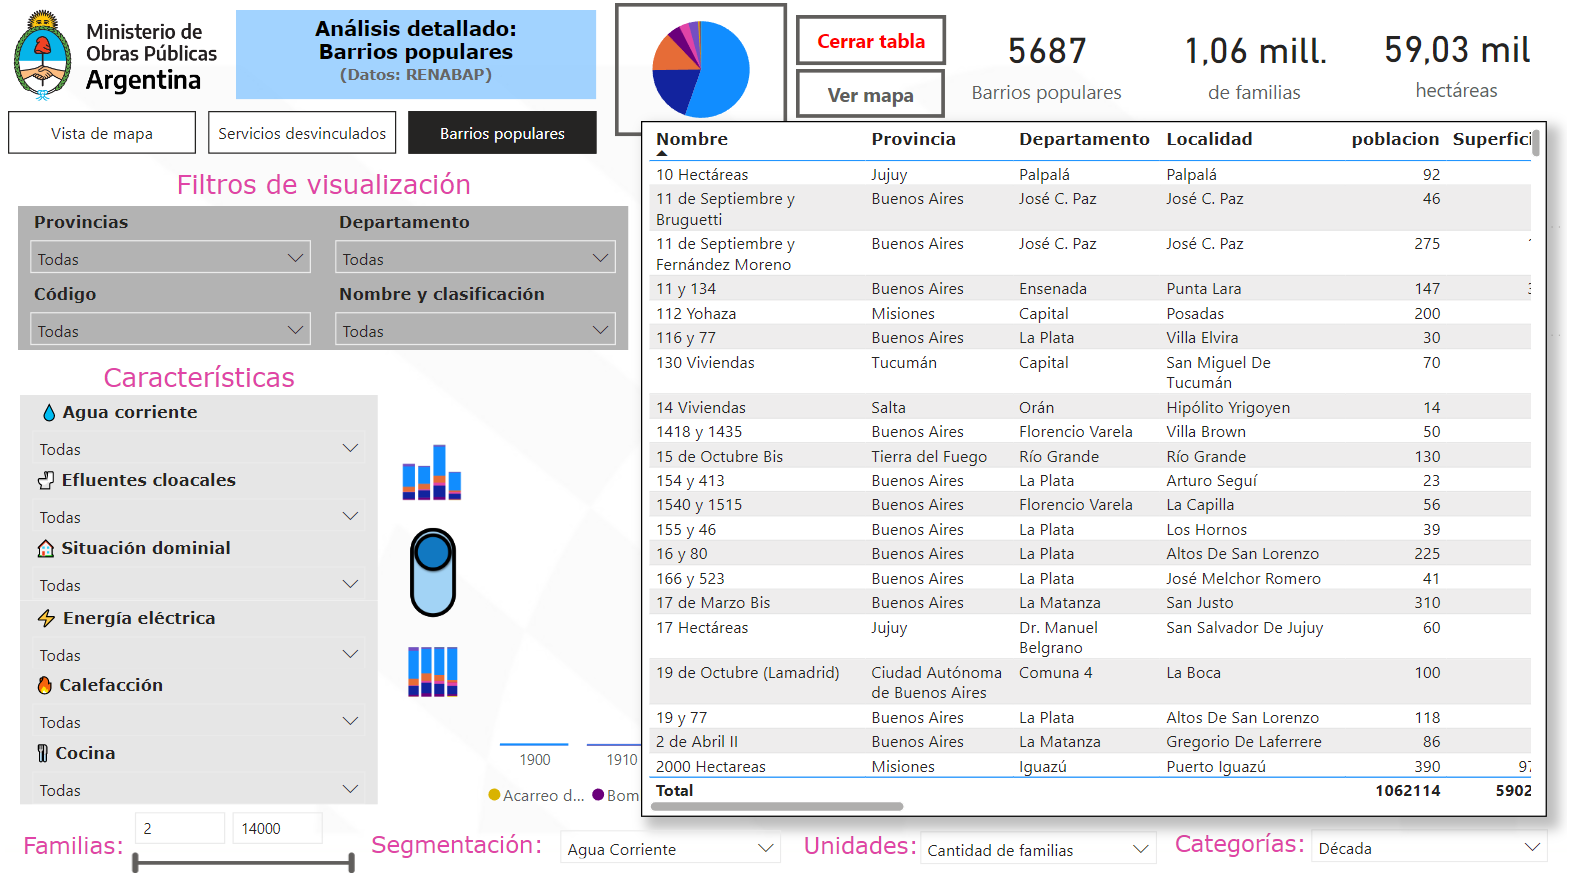 Ministerio de
Obras Públicas
Argentina
Análisis detallado:
Barrios populares
(Datos: RENABAP)
Cerrar tabla
Ver mapa
5687
Barrios populares
1,06 mill.
de familias
59,03 mil
hectáreas
Vista de mapa
Servicios desvinculados
Barrios populares
Filtros de visualización
Provincias
Departamento
Todas
Todas
Código
Nombre y clasificación
Todas
Todas
Características
Agua corriente
Todas
Efluentes cloacales
Todas
Situación dominial
Todas
Energía eléctrica
Todas
Calefacción
Todas
Cocina
Todas
1900 1910
Acarreo d... Bom
Nombre Provincia Departamento Localidad poblacion Superfici
10 Hectáreas Jujuy Palpalá Palpalá 92
11 de Septiembre y Buenos Aires José C. Paz José C. Paz 46
Bruguetti
11 de Septiembre y Buenos Aires José C. Paz José C. Paz 275
Fernández Moreno
11 y 134 Buenos Aires Ensenada Punta Lara 147
112 Yohaza Misiones Capital Posadas 200
116 y 77 Buenos Aires La Plata Villa Elvira 30
130 Viviendas Tucumán Capital San Miguel De 70
Tucumán
14 Viviendas Salta Orán Hipólito Yrigoyen 14
1418 y 1435 Buenos Aires Florencio Varela Villa Brown 50
15 de Octubre Bis Tierra del Fuego Río Grande Río Grande 130
154 y 413 Buenos Aires La Plata Arturo Seguí 23
1540 y 1515 Buenos Aires Florencio Varela La Capilla 56
155 y 46 Buenos Aires La Plata Los Hornos 39
16 y 80 Buenos Aires La Plata Altos De San Lorenzo 225
166 y 523 Buenos Aires La Plata José Melchor Romero 41
17 de Marzo Bis Buenos Aires La Matanza San Justo 310
17 Hectáreas Jujuy Dr. Manuel San Salvador De Jujuy 60
Belgrano
19 de Octubre (Lamadrid) Ciudad Autónoma Comuna 4 La Boca 100
de Buenos Aires
19 y 77 Buenos Aires La Plata Altos De San Lorenzo 118
2 de Abril II Buenos Aires La Matanza Gregorio De Laferrere 86
2000 Hectareas Misiones Iguazú Puerto Iguazú 390 97
Total 1062114 5902
Familias: 2 14000
Segmentación: Agua Corriente
Unidades: Cantidad de familias
Categorías: Década